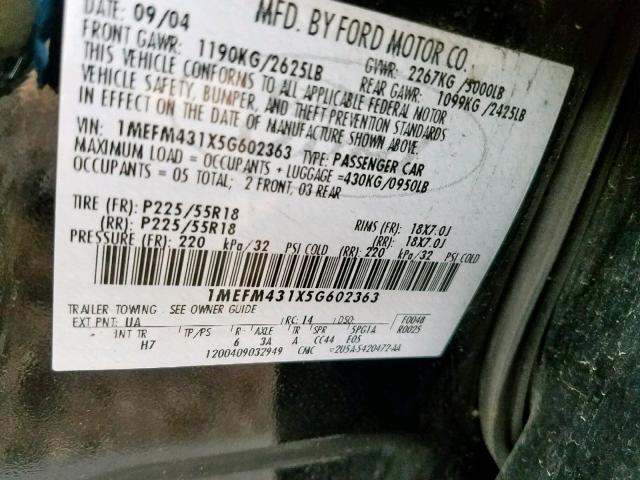 DATE: 09/04 MFD. BY FORD MOTOR CO.
FRONT GAWR: 1190KG/2625LB GVWR: 2267KG/5000LB
REAR GAWR: 1099KG/2425LB
THIS VEHICLE CONFORMS TO ALL APPLICABLE FEDERAL MOTOR
VEHICLE SAFETY, BUMPER, AND THEFT PREVENTION STANDARDS
IN EFFECT ON THE DATE OF MANUFACTURE SHOWN ABOVE.
VIN: 1MEFM431X5G602363 TYPE: PASSENGER CAR
MAXIMUM LOAD = OCCUPANTS + LUGGAGE =430KG/0950LB
OCCUPANTS = 05 TOTAL; 2 FRONT, 03 REAR
TIRE (FR): P225/55R18 RIMS (FR): 18X7.0J
(RR): P225/55R18 (RR): 18X7.0J
PRESSURE (FR): 220 kPa/32 PSI COLD (RR): 220 kPa/32 PSI COLD
1MEFM431X5G602363
TRAILER TOWING SEE OWNER GUIDE
EXT PNT: UA RC: 14 DSO: F0048
R0025
INT TR TP/PS R AXLE TR SPR 5PG1A
H7 6 3A A CC44 E05
1200409032949 CMC =2U5A-5420472-AA